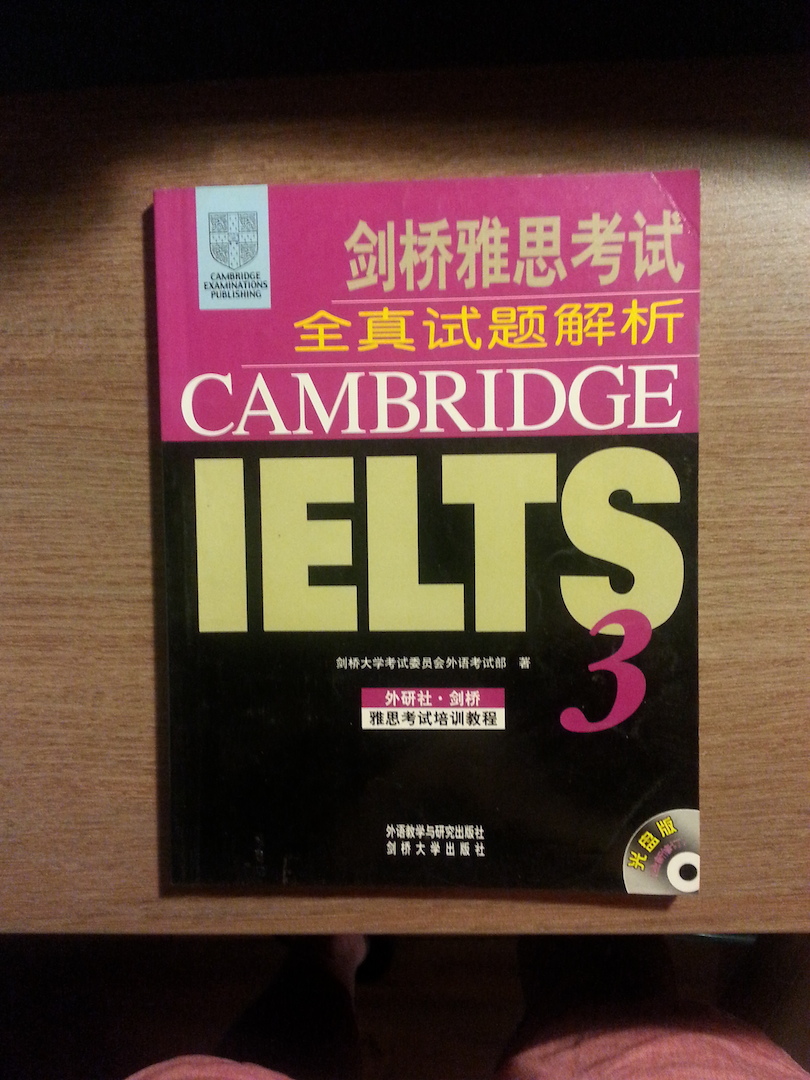 CAMBRIDGE
EXAMINATIONS
PUBLISHING
剑桥雅思考试
全真试题解析
CAMBRIDGE
IELTS
3
剑桥大学考试委员会外语考试部 著
外研社·剑桥
雅思考试培训教程
外语教学与研究出版社
剑桥大学出版社
光盘版